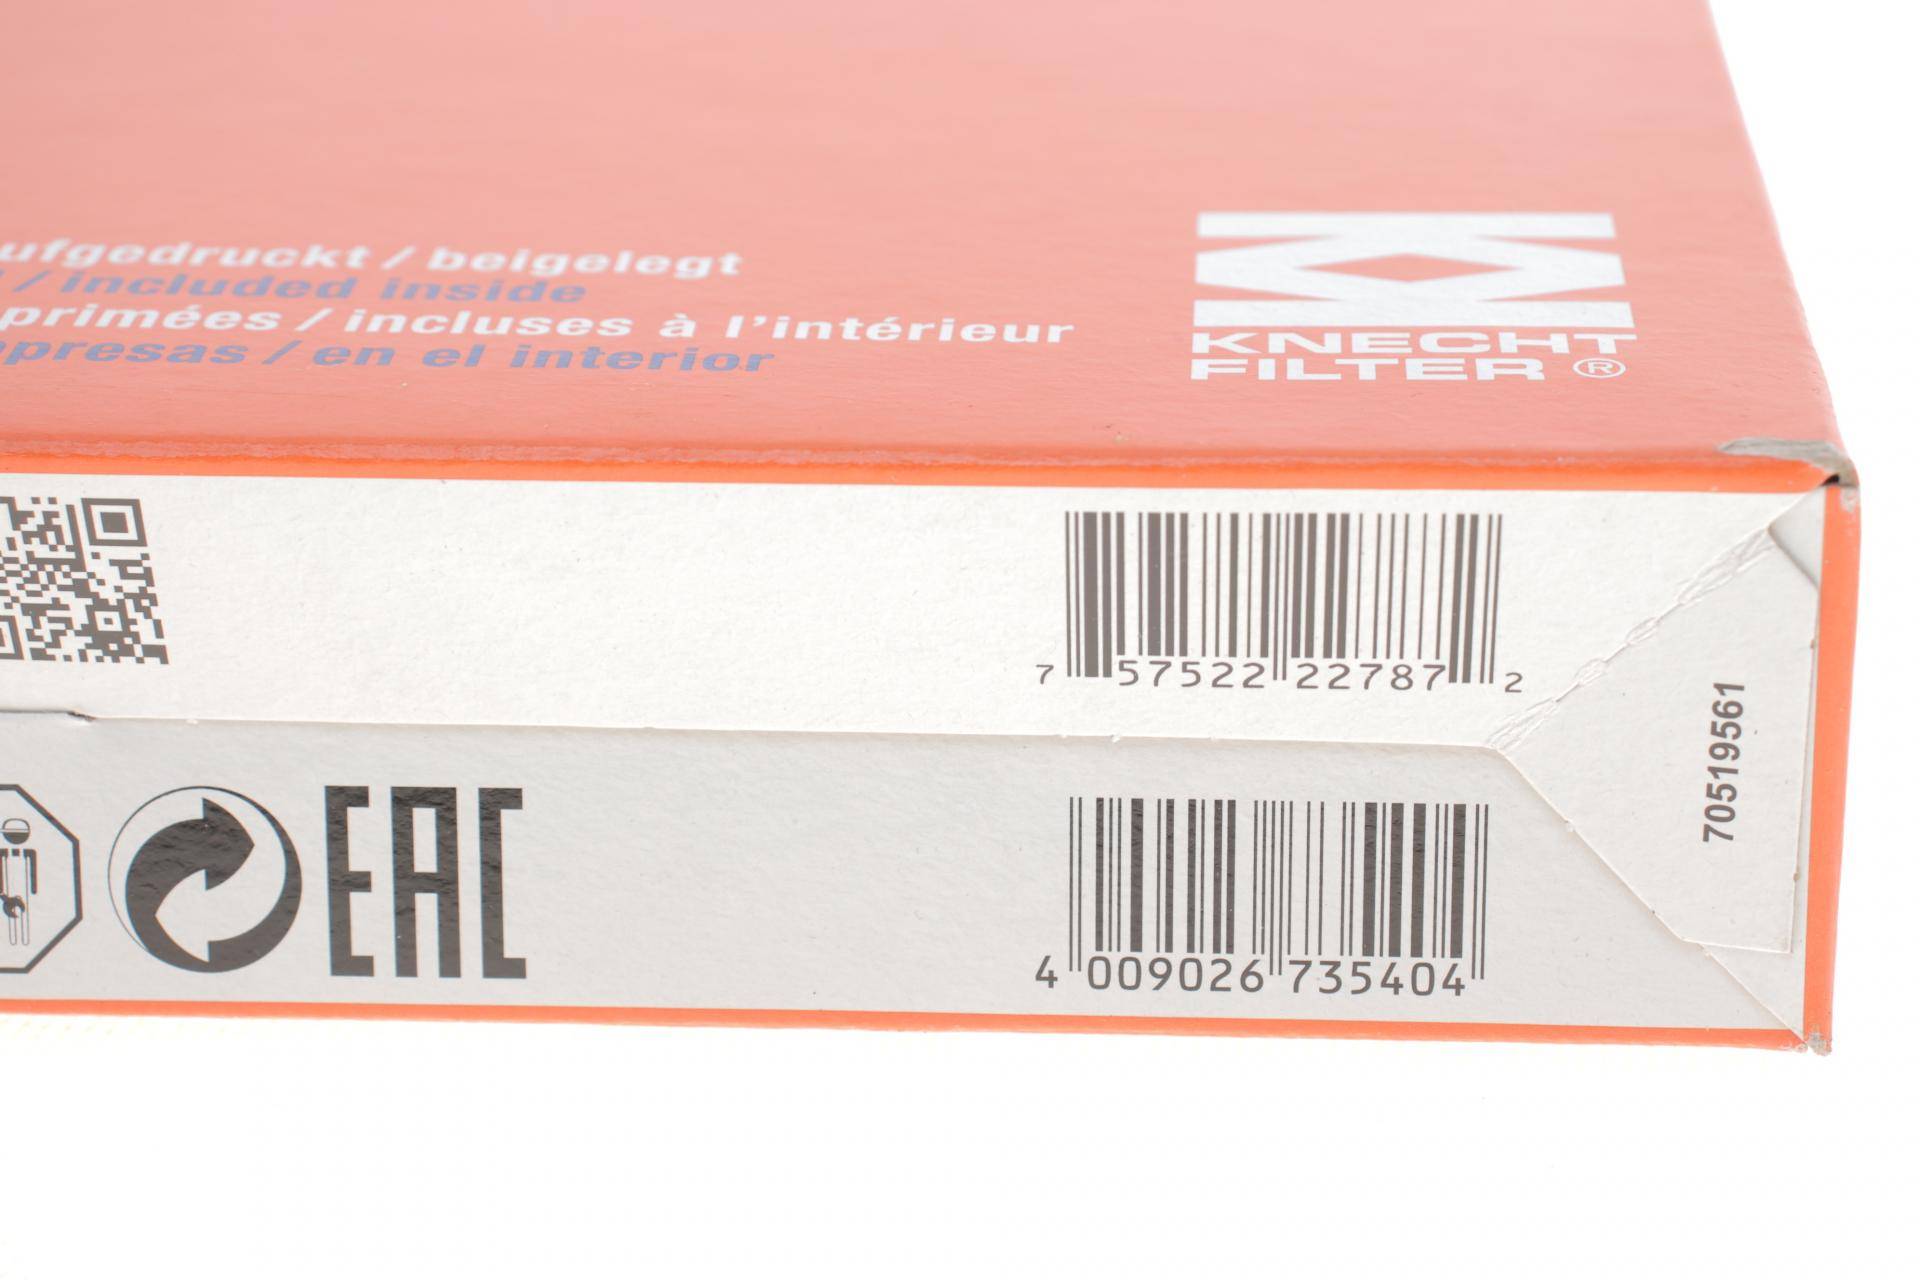 ufgedruckt / beigelegt
/ included inside
primées / incluses à l'intérieur
presas / en el interior
KNECHT
FILTER ®
7 57522 22787 2
70519561
EAC
4 009026 735404